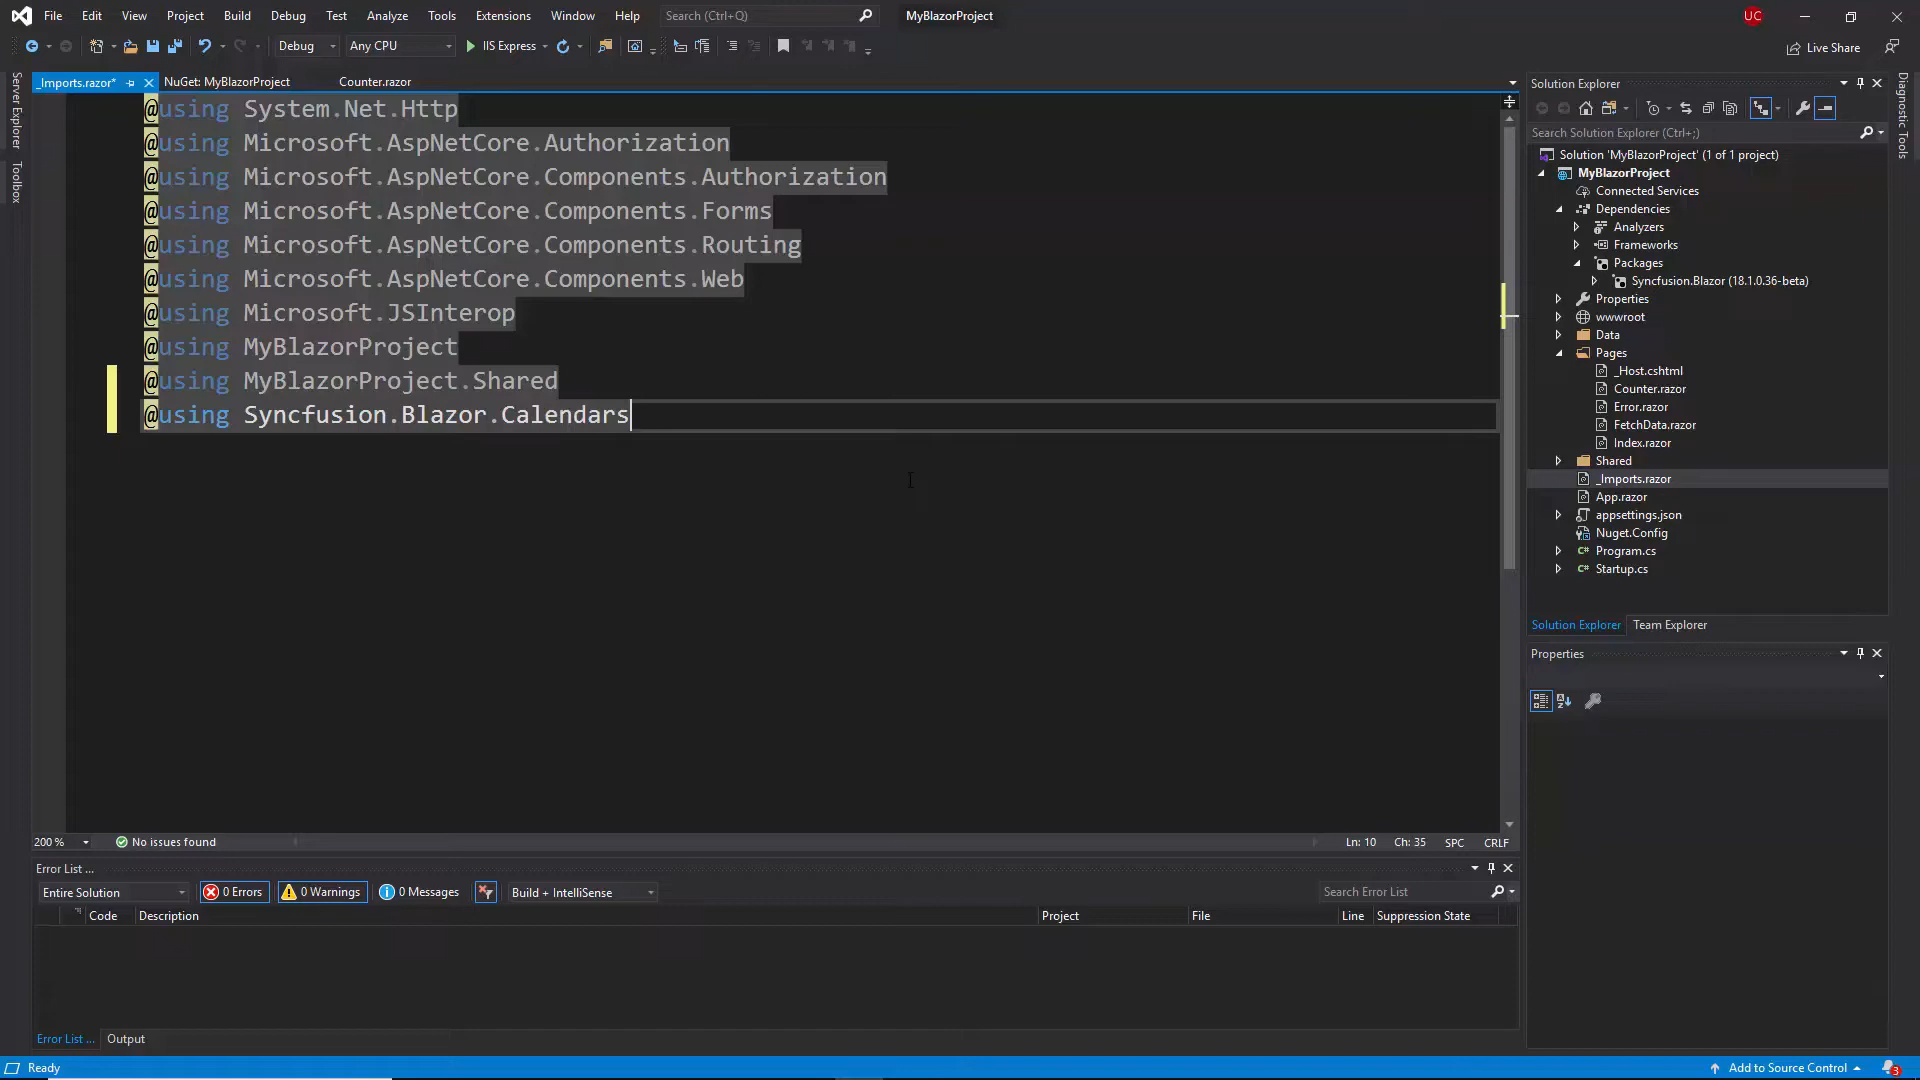 File Edit View Project Build Debug Test Analyze Tools Extensions Window Help Search (Ctrl+Q) MyBlazorProject UC
Debug Any CPU IIS Express Live Share
_Imports.razor* NuGet: MyBlazorProject Counter.razor
Server Explorer
Toolbox
@using System.Net.Http
@using Microsoft.AspNetCore.Authorization
@using Microsoft.AspNetCore.Components.Authorization
@using Microsoft.AspNetCore.Components.Forms
@using Microsoft.AspNetCore.Components.Routing
@using Microsoft.AspNetCore.Components.Web
@using Microsoft.JSInterop
@using MyBlazorProject
@using MyBlazorProject.Shared
@using Syncfusion.Blazor.Calendars
200 % No issues found Ln: 10 Ch: 35 SPC CRLF
Error List ...
Entire Solution 0 Errors 0 Warnings 0 Messages Build + IntelliSense Search Error List
Code Description Project File Line Suppression State
Error List ... Output
Solution Explorer
Search Solution Explorer (Ctrl+;)
Solution 'MyBlazorProject' (1 of 1 project)
MyBlazorProject
Connected Services
Dependencies
Analyzers
Frameworks
Packages
Syncfusion.Blazor (18.1.0.36-beta)
Properties
wwwroot
Data
Pages
_Host.cshtml
Counter.razor
Error.razor
FetchData.razor
Index.razor
Shared
_Imports.razor
App.razor
appsettings.json
Nuget.Config
C# Program.cs
C# Startup.cs
Solution Explorer Team Explorer
Properties
Diagnostic Tools
Ready Add to Source Control 3